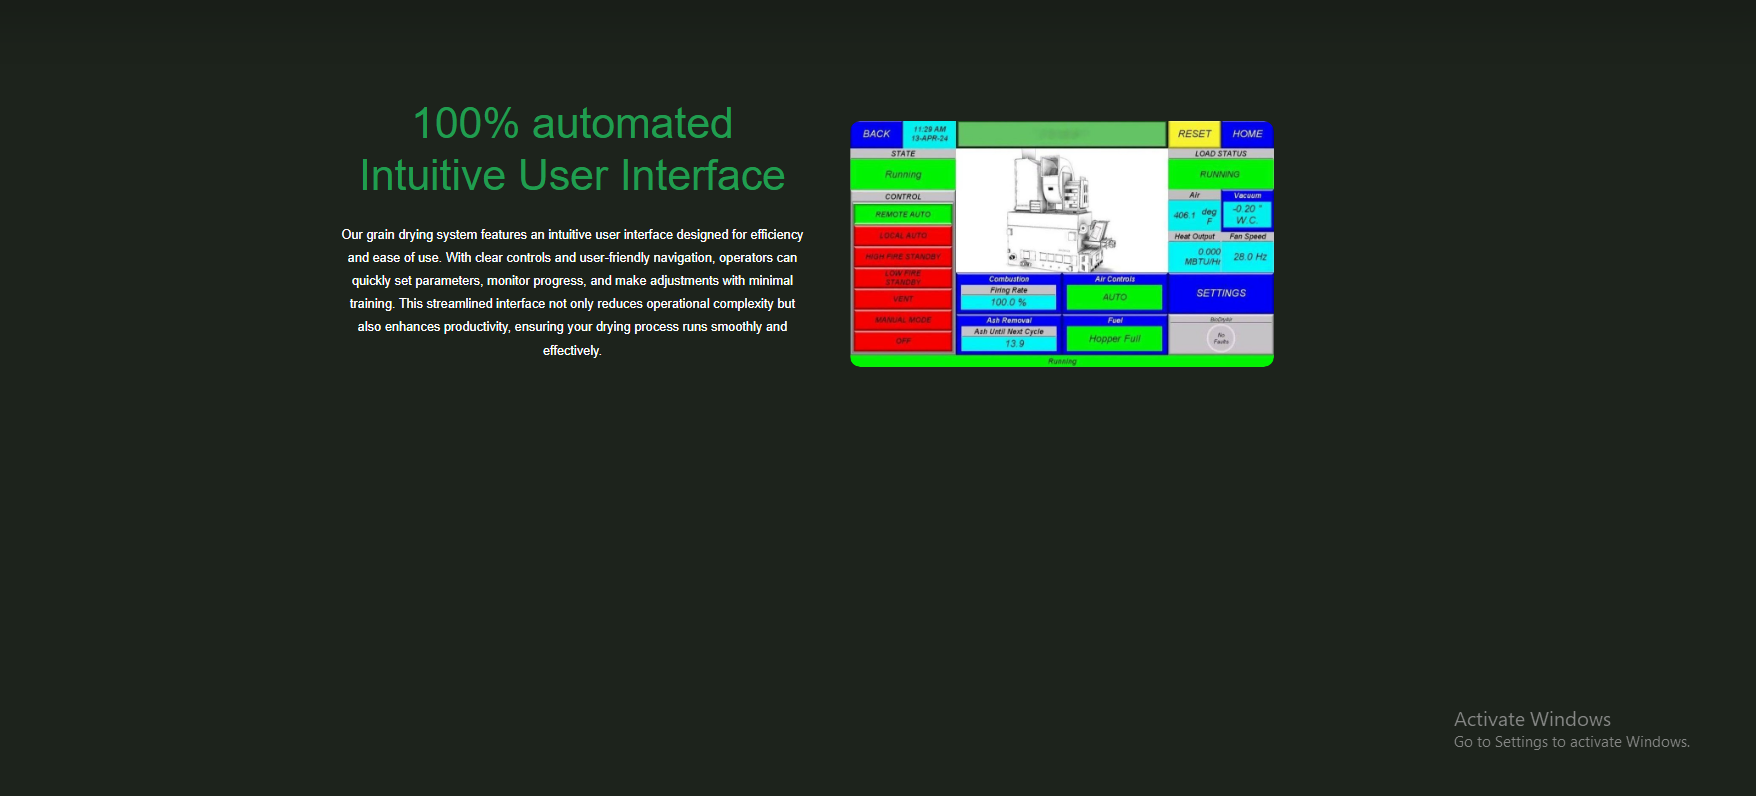 100% automated
Intuitive User Interface
Our grain drying system features an intuitive user interface designed for efficiency
and ease of use. With clear controls and user-friendly navigation, operators can
quickly set parameters, monitor progress, and make adjustments with minimal
training. This streamlined interface not only reduces operational complexity but
also enhances productivity, ensuring your drying process runs smoothly and
effectively.
BACK
11:29 AM
13-APR-24
RESET
HOME
STATE
Running
CONTROL
REMOTE AUTO
LOCAL AUTO
HIGH FIRE STANDBY
LOW FIRE
STANDBY
VENT
MANUAL MODE
OFF
Combustion
Firing Rate
100.0 %
Ash Removal
Ash Until Next Cycle
13.9
Air Controls
AUTO
Fuel
Hopper Full
LOAD STATUS
RUNNING
Air
406.1 deg
F
Vacuum
-0.20 "
W.C.
Heat Output
0.000
MBTU/Hr
Fan Speed
28.0 Hz
SETTINGS
No
Faults
Running
Activate Windows
Go to Settings to activate Windows.